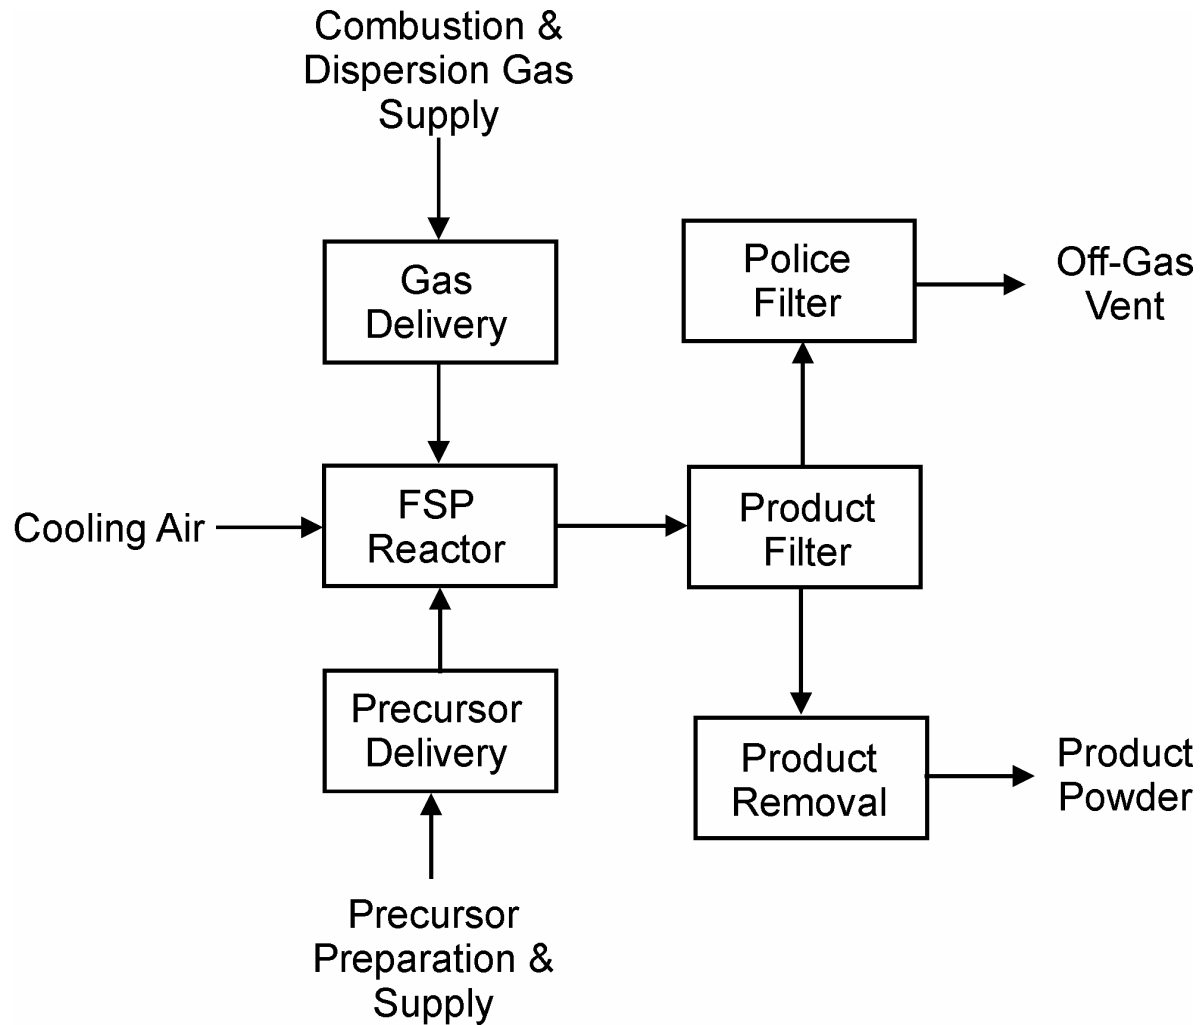 Combustion &
Dispersion Gas
Supply
Gas
Delivery
Police
Filter
Off-Gas
Vent
Cooling Air
FSP
Reactor
Product
Filter
Precursor
Delivery
Product
Removal
Product
Powder
Precursor
Preparation &
Supply